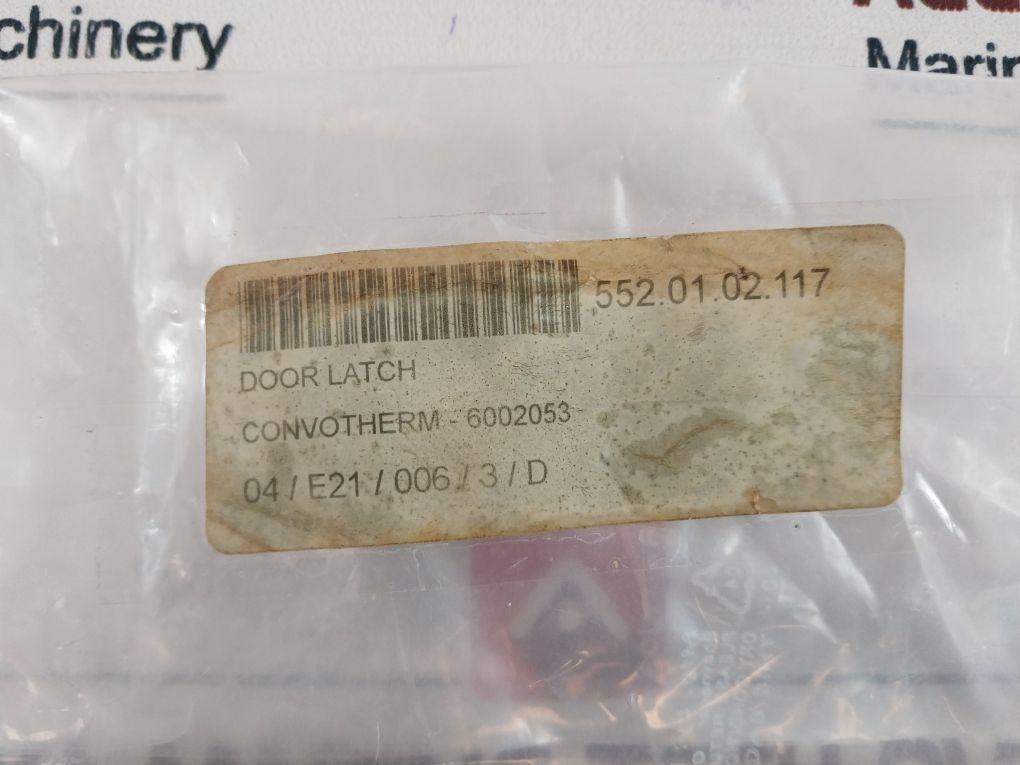 chinery
Marin
552.01.02.117
DOOR LATCH
CONVOTHERM - 6002053
04 / E21 / 006 / 3 / D